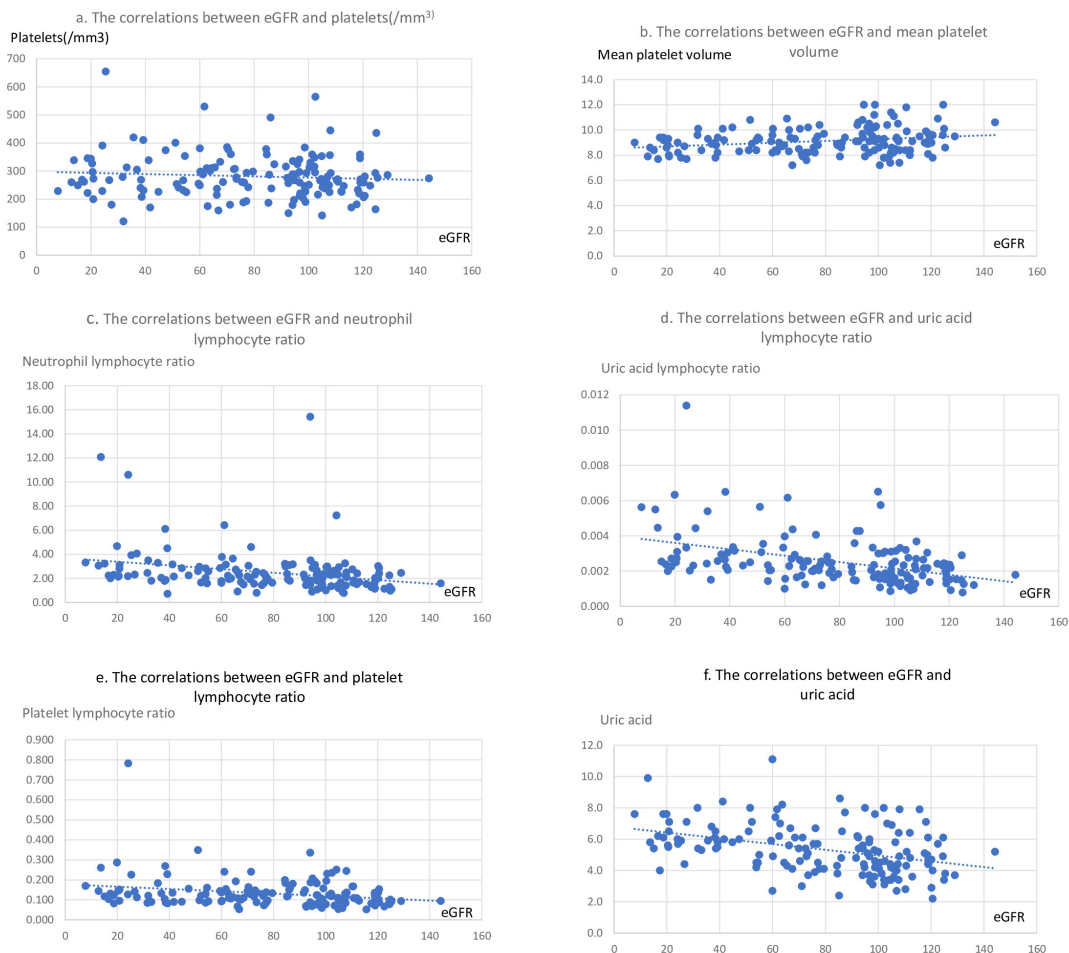 a. The correlations between eGFR and platelets(/mm3)
Platelets(/mm3)
700
600
500
400
300
200
100
0
eGFR
0 20 40 60 80 100 120 140 160
b. The correlations between eGFR and mean platelet
volume
Mean platelet volume
14.0
12.0
10.0
8.0
6.0
4.0
2.0
0.0
eGFR
0 20 40 60 80 100 120 140 160
c. The correlations between eGFR and neutrophil
lymphocyte ratio
Neutrophil lymphocyte ratio
18.00
16.00
14.00
12.00
10.00
8.00
6.00
4.00
2.00
0.00
eGFR
0 20 40 60 80 100 120 140 160
d. The correlations between eGFR and uric acid
lymphocyte ratio
Uric acid lymphocyte ratio
0.012
0.010
0.008
0.006
0.004
0.002
0.000
eGFR
0 20 40 60 80 100 120 140 160
e. The correlations between eGFR and platelet
lymphocyte ratio
Platelet lymphocyte ratio
0.900
0.800
0.700
0.600
0.500
0.400
0.300
0.200
0.100
0.000
eGFR
0 20 40 60 80 100 120 140 160
f. The correlations between eGFR and
uric acid
Uric acid
12.0
10.0
8.0
6.0
4.0
2.0
0.0
eGFR
0 20 40 60 80 100 120 140 160